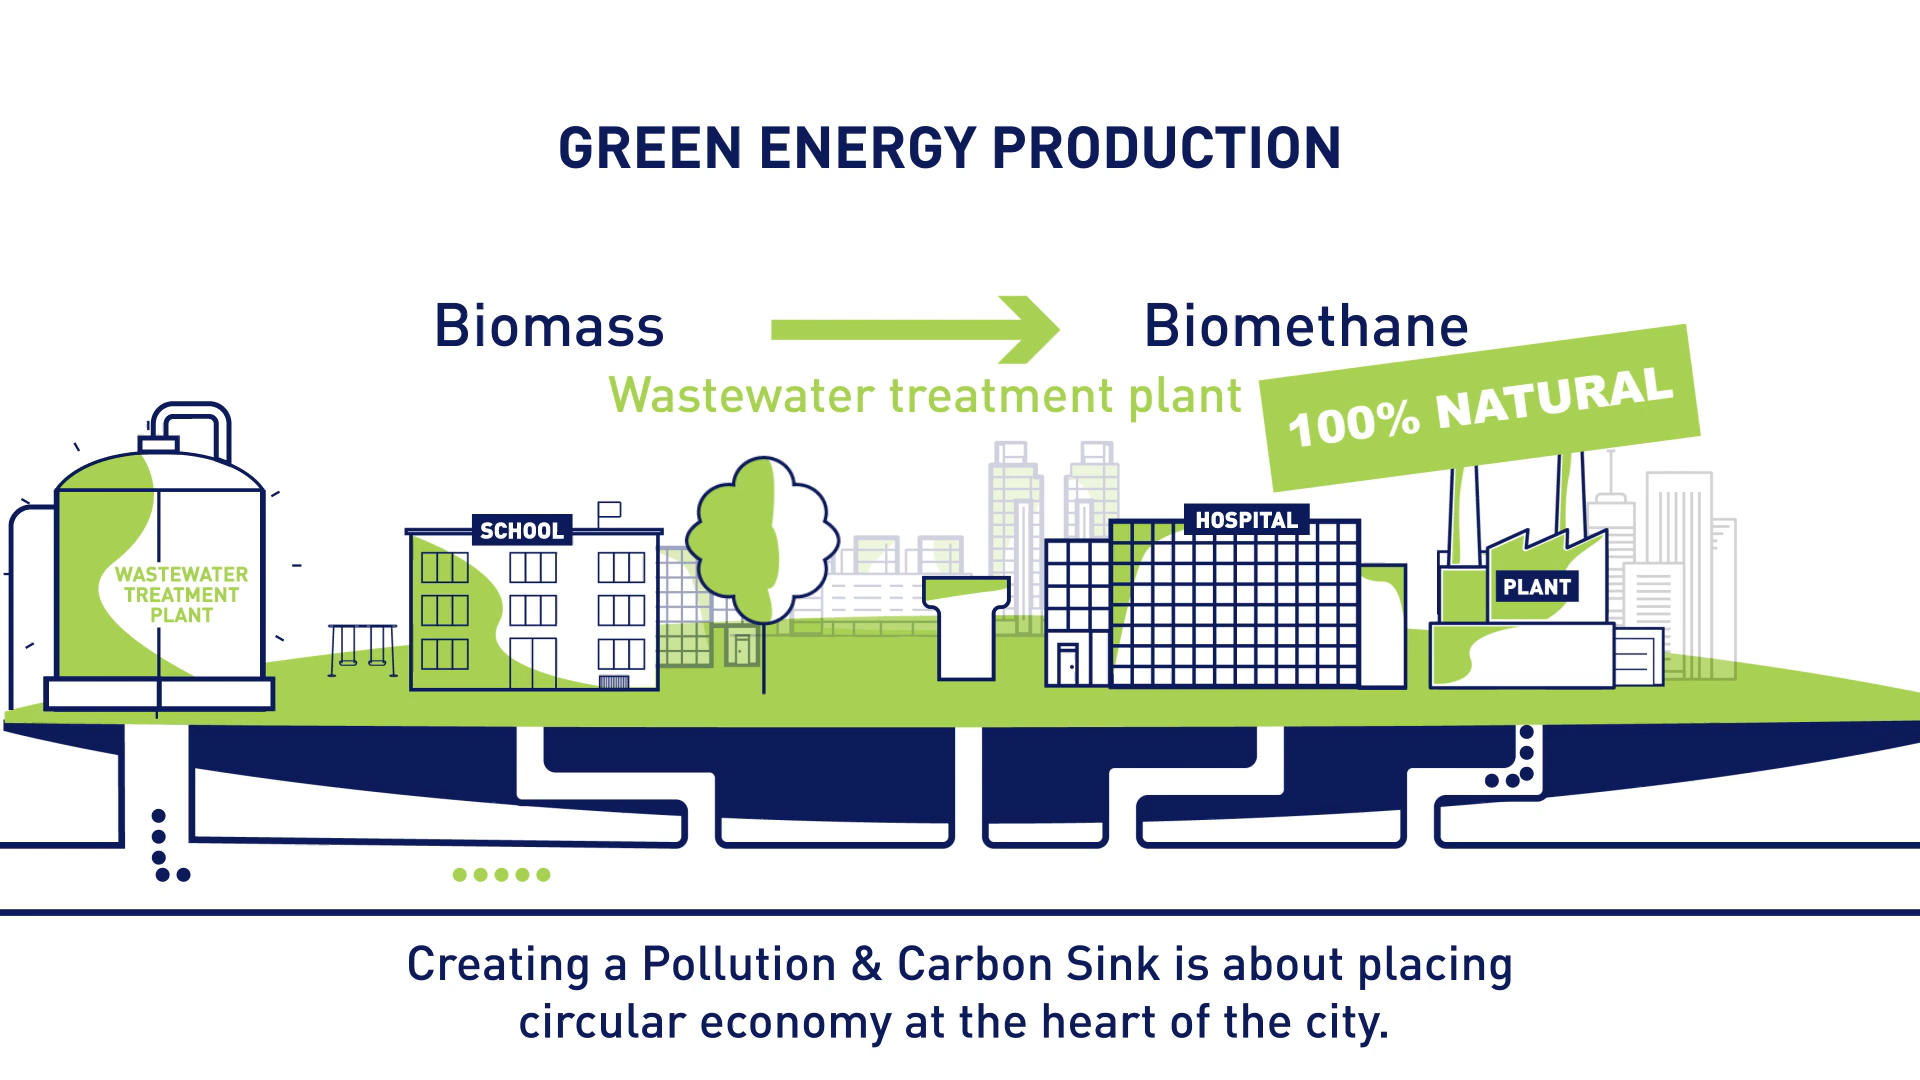 GREEN ENERGY PRODUCTION
Biomass
Biomethane
Wastewater treatment plant
100% NATURAL
SCHOOL
HOSPITAL
WASTEWATER
TREATMENT
PLANT
PLANT
Creating a Pollution & Carbon Sink is about placing
circular economy at the heart of the city.